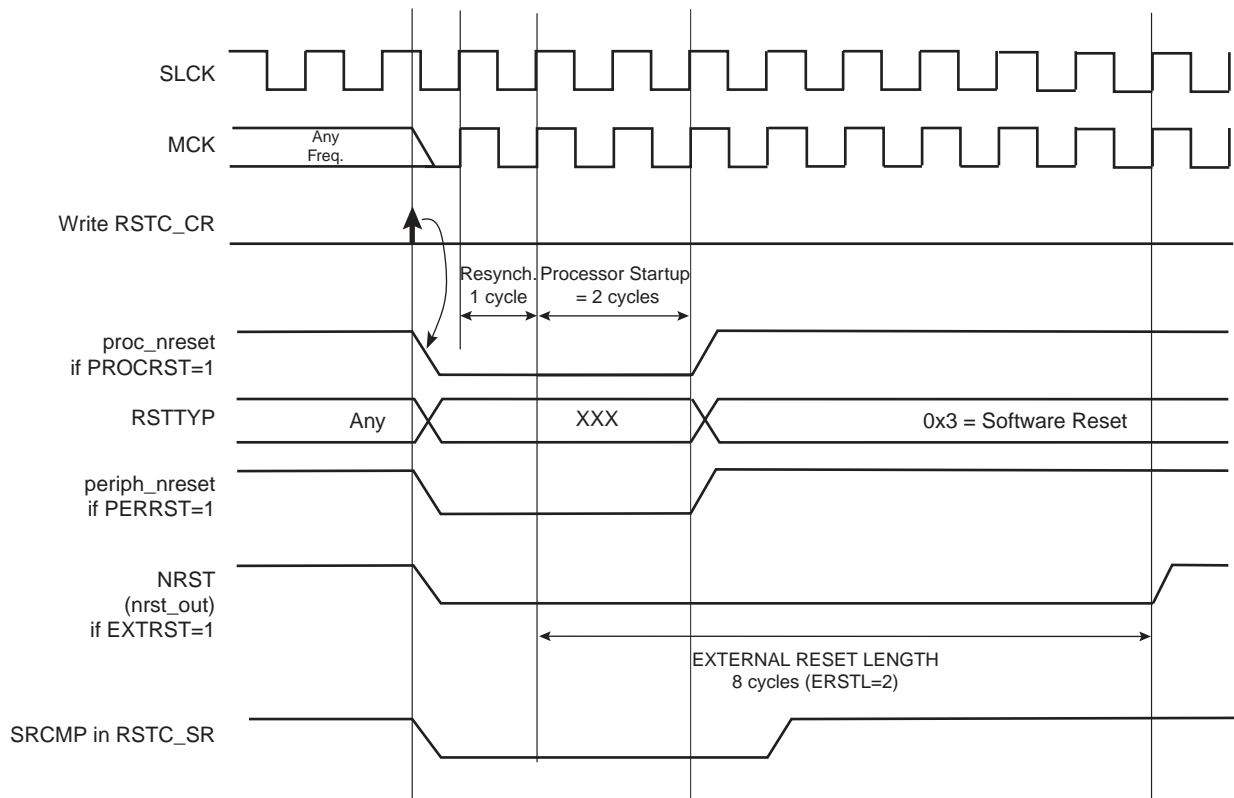 SLCK
MCK
Any
Freq.
Write RSTC_CR
Resynch.
1 cycle
Processor Startup
= 2 cycles
proc_nreset
if PROCRST=1
RSTTYP
Any
XXX
0x3 = Software Reset
periph_nreset
if PERRST=1
NRST
(nrst_out)
if EXTRST=1
EXTERNAL RESET LENGTH
8 cycles (ERSTL=2)
SRCMP in RSTC_SR